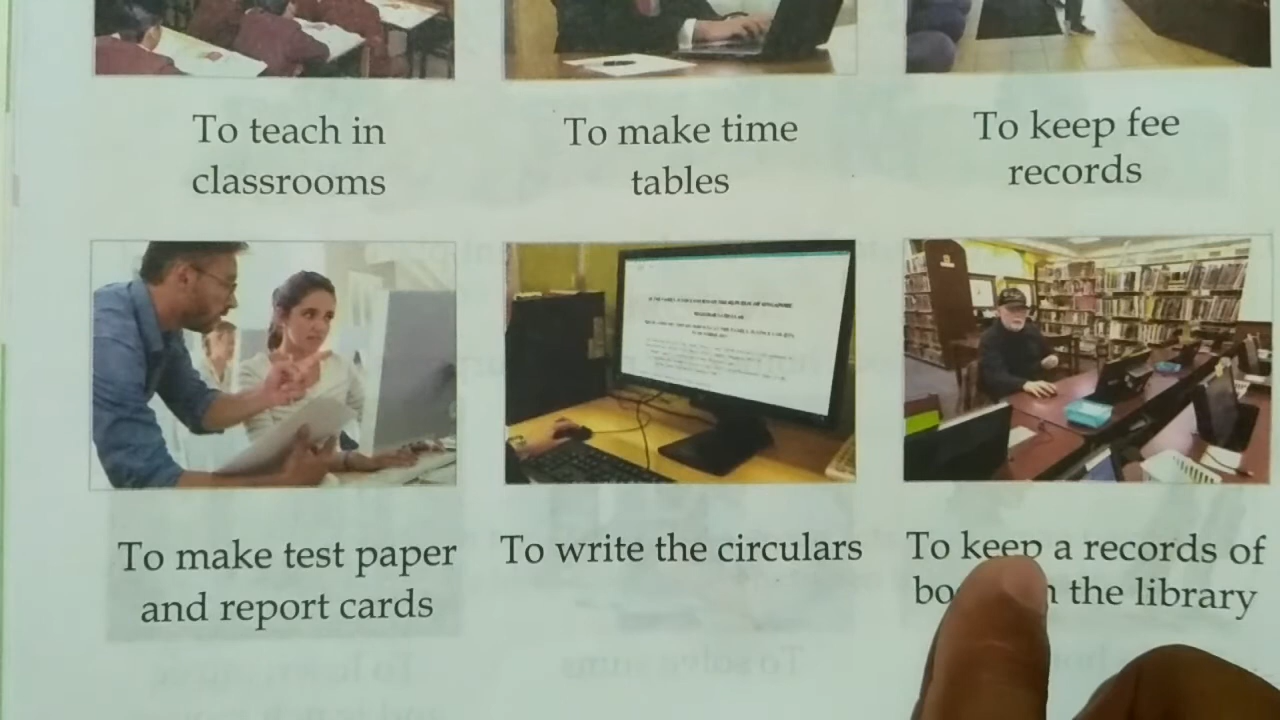 To teach in
classrooms
To make time
tables
To keep fee
records
To make test paper
and report cards
To write the circulars
To keep a records of
the library